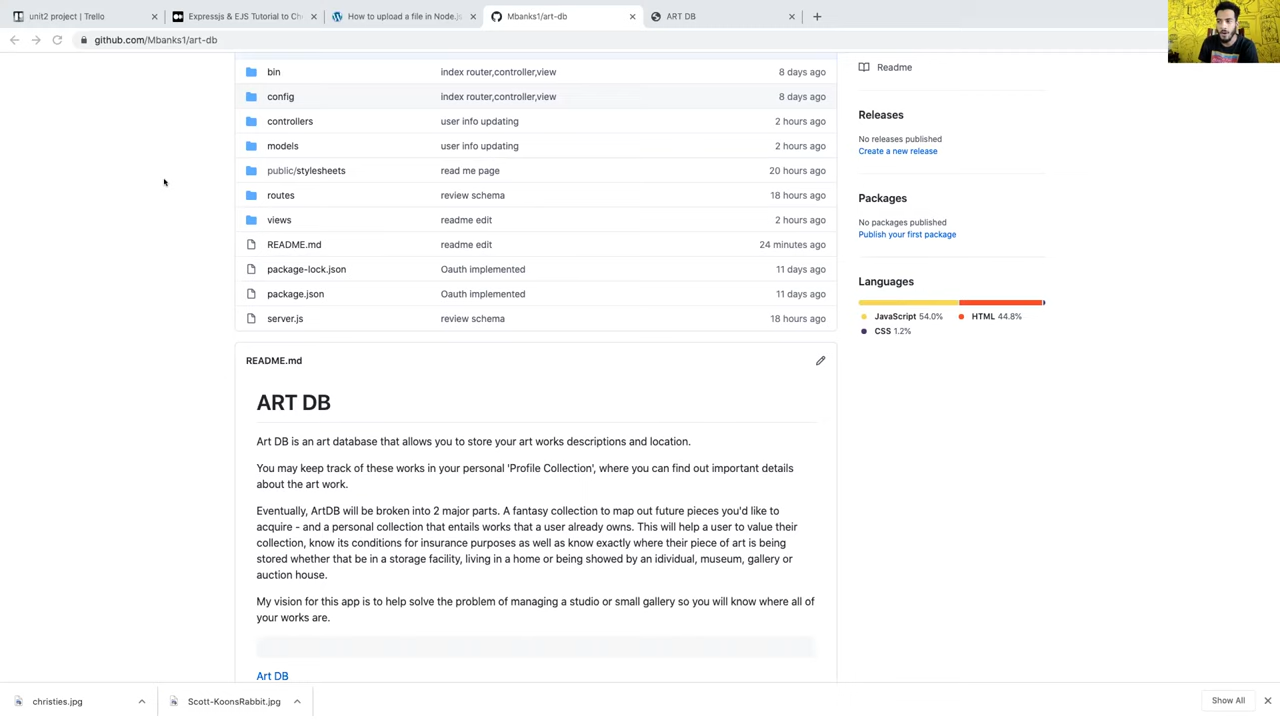 unit2 project | Trello
Expressjs & EJS Tutorial to Ch
How to upload a file in Node.j
Mbanks1/art-db
ART DB
github.com/Mbanks1/art-db
bin index router,controller,view 8 days ago
config index router,controller,view 8 days ago
controllers user info updating 2 hours ago
models user info updating 2 hours ago
public/stylesheets read me page 20 hours ago
routes review schema 18 hours ago
views readme edit 2 hours ago
README.md readme edit 24 minutes ago
package-lock.json Oauth implemented 11 days ago
package.json Oauth implemented 11 days ago
server.js review schema 18 hours ago
Readme
Releases
No releases published
Create a new release
Packages
No packages published
Publish your first package
Languages
JavaScript 54.0% HTML 44.8%
CSS 1.2%
README.md
ART DB
Art DB is an art database that allows you to store your art works descriptions and location.
You may keep track of these works in your personal 'Profile Collection', where you can find out important details
about the art work.
Eventually, ArtDB will be broken into 2 major parts. A fantasy collection to map out future pieces you'd like to
acquire - and a personal collection that entails works that a user already owns. This will help a user to value their
collection, know its conditions for insurance purposes as well as know exactly where their piece of art is being
stored whether that be in a storage facility, living in a home or being showed by an idividual, museum, gallery or
auction house.
My vision for this app is to help solve the problem of managing a studio or small gallery so you will know where all of
your works are.
Art DB
christies.jpg
Scott-KoonsRabbit.jpg
Show All